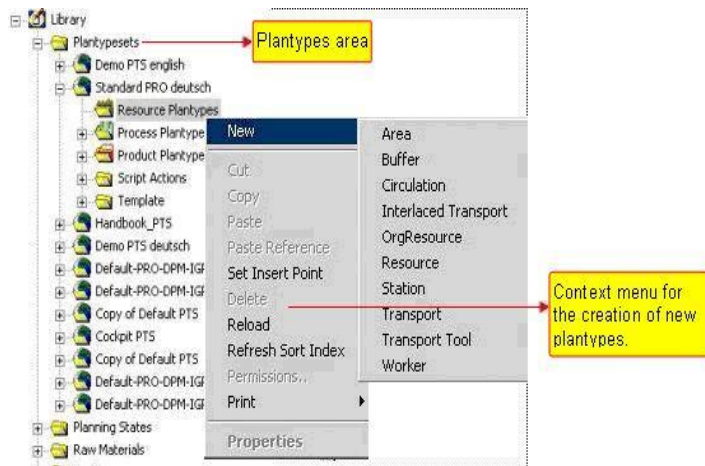 Library
Plantypesets
Plantypes area
Demo PTS english
Standard PRO deutsch
Resource Plantypes
Process Plantype
Product Plantype
Script Actions
Template
Handbook_PTS
Demo PTS deutsch
Default-PRO-DPM-IGF
Default-PRO-DPM-IGF
Copy of Default PTS
Cockpit PTS
Copy of Default PTS
Default-PRO-DPM-IGF
Default-PRO-DPM-IGF
Planning States
Raw Materials
New
Cut
Copy
Paste
Paste Reference
Set Insert Point
Delete
Reload
Refresh Sort Index
Permissions..
Print
Properties
Area
Buffer
Circulation
Interlaced Transport
OrgResource
Resource
Station
Transport
Transport Tool
Worker
Context menu for
the creation of new
plantypes.